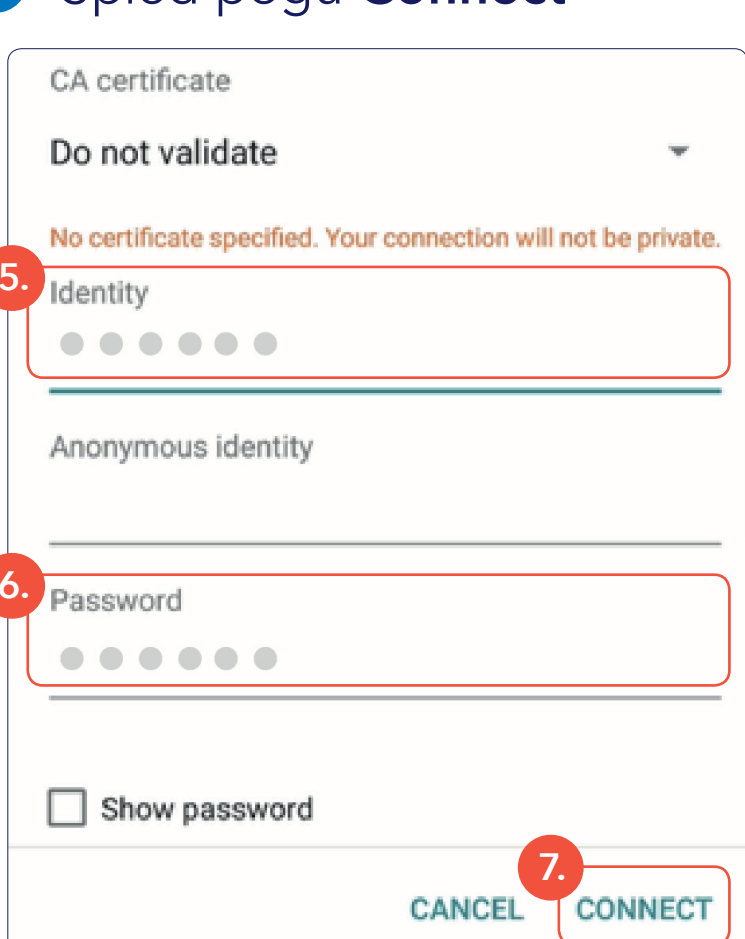 Connect
CA certificate
Do not validate
No certificate specified. Your connection will not be private.
5.
Identity
Anonymous identity
6.
Password
Show password
7.
CANCEL CONNECT